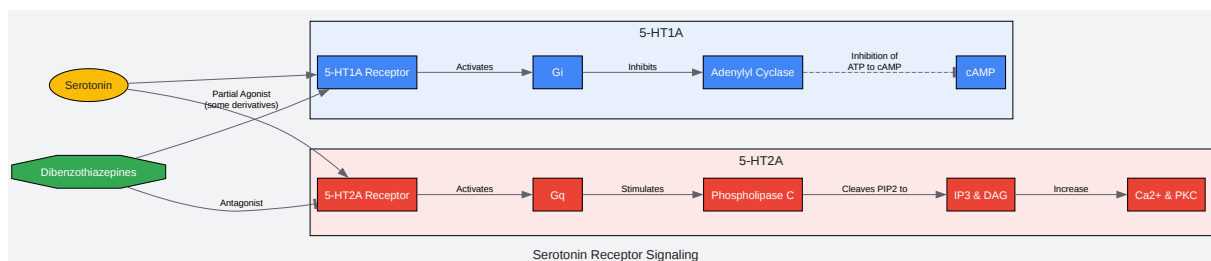 5-HT1A
Serotonin
5-HT1A Receptor
Activates
Gi
Inhibits
Adenylyl Cyclase
Inhibition of
ATP to cAMP
cAMP
Partial Agonist
(some derivatives)
Dibenzothiazepines
Antagonist
5-HT2A
5-HT2A Receptor
Activates
Gq
Stimulates
Phospholipase C
Cleaves PIP2 to
IP3 & DAG
Increase
Ca2+ & PKC
Serotonin Receptor Signaling